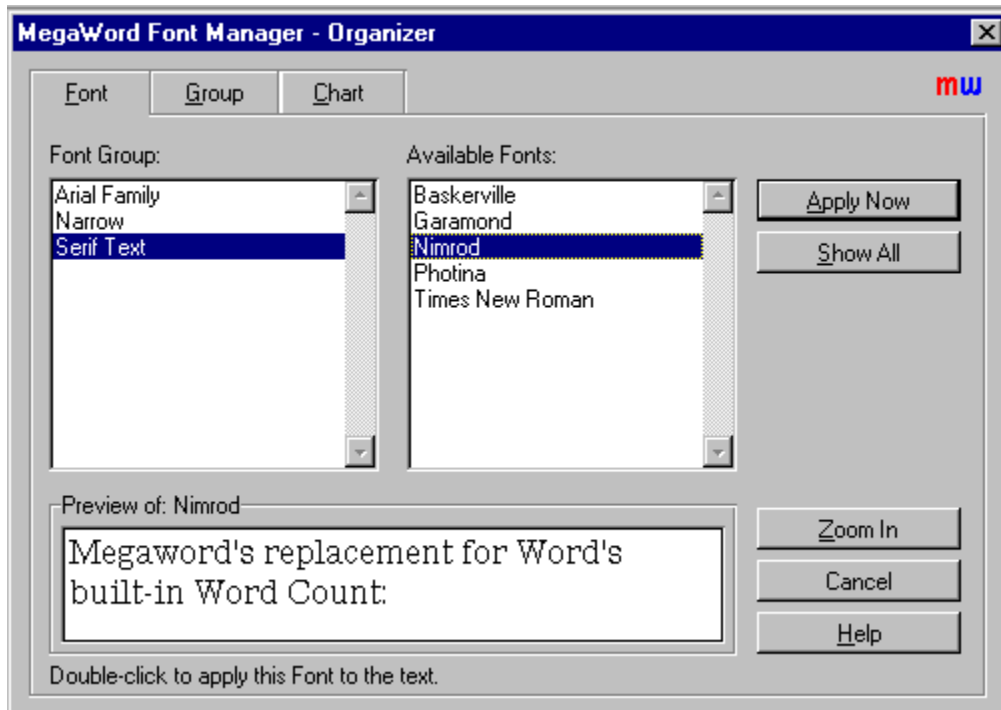 MegaWord Font Manager - Organizer
Font Group Chart
mw
Font Group:
Arial Family
Narrow
Serif Text
Available Fonts:
Baskerville
Garamond
Nimrod
Photina
Times New Roman
Apply Now
Show All
Preview of: Nimrod
Megaword's replacement for Word's
built-in Word Count:
Zoom In
Cancel
Help
Double-click to apply this Font to the text.